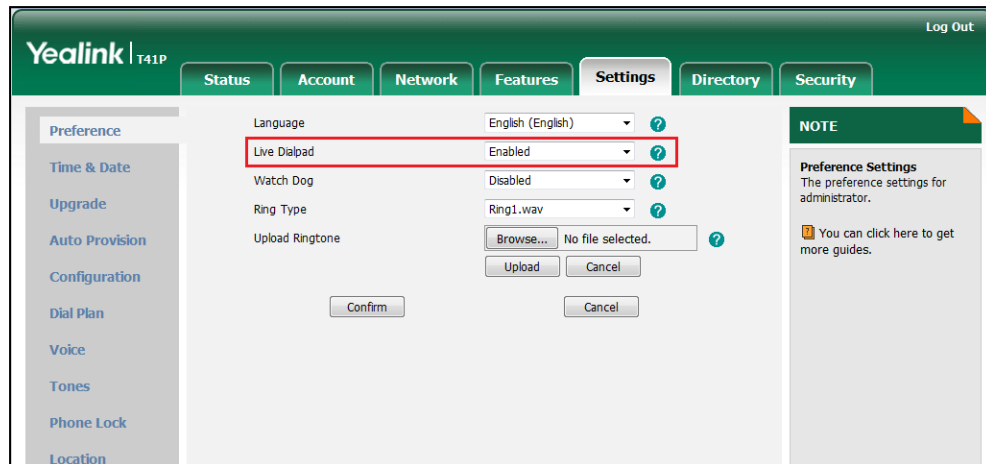 Log Out
Yealink T41P
Status Account Network Features Settings Directory Security
Preference
Time & Date
Upgrade
Auto Provision
Configuration
Dial Plan
Voice
Tones
Phone Lock
Location
Language English (English) ?
Live Dialpad Enabled ?
Watch Dog Disabled ?
Ring Type Ring1.wav ?
Upload Ringtone Browse... No file selected. ?
Upload Cancel
Confirm Cancel
NOTE
Preference Settings
The preference settings for
administrator.
? You can click here to get
more guides.